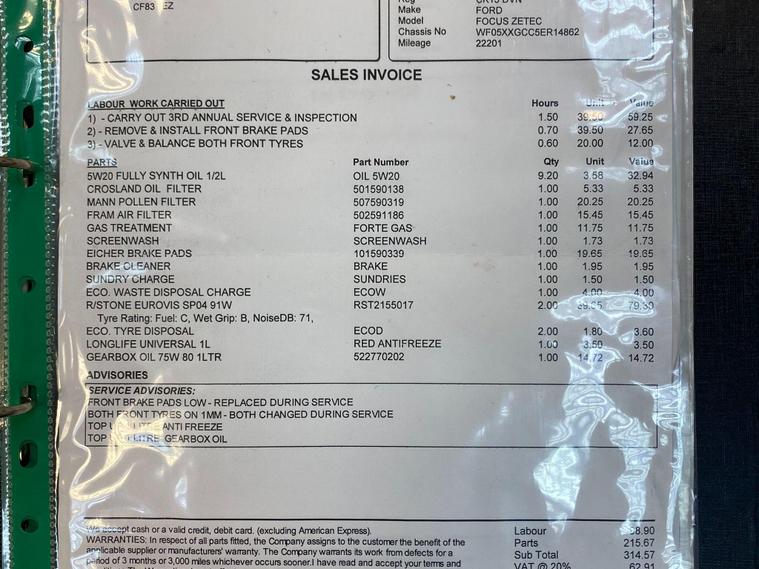 CF83 EZ
Make FORD
Model FOCUS ZETEC
Chassis No WF05XXGCC5ER14862
Mileage 22201
SALES INVOICE
LABOUR WORK CARRIED OUT Hours Unit Value
1) - CARRY OUT 3RD ANNUAL SERVICE & INSPECTION 1.50 39.50 59.25
2) - REMOVE & INSTALL FRONT BRAKE PADS 0.70 39.50 27.65
3) - VALVE & BALANCE BOTH FRONT TYRES 0.60 20.00 12.00
PARTS Part Number Qty Unit Value
5W20 FULLY SYNTH OIL 1/2L OIL 5W20 9.20 3.58 32.94
CROSLAND OIL FILTER 501590138 1.00 5.33 5.33
MANN POLLEN FILTER 507590319 1.00 20.25 20.25
FRAM AIR FILTER 502591186 1.00 15.45 15.45
GAS TREATMENT FORTE GAS 1.00 11.75 11.75
SCREENWASH SCREENWASH 1.00 1.73 1.73
EICHER BRAKE PADS 101590339 1.00 19.65 19.65
BRAKE CLEANER BRAKE 1.00 1.95 1.95
SUNDRY CHARGE SUNDRIES 1.00 1.50 1.50
ECO. WASTE DISPOSAL CHARGE ECOW 1.00 4.00 4.00
R/STONE EUROVIS SP04 91W RST2155017 2.00 79.30
Tyre Rating: Fuel: C, Wet Grip: B, NoiseDB: 71,
ECO. TYRE DISPOSAL ECOD 2.00 1.80 3.60
LONGLIFE UNIVERSAL 1L RED ANTIFREEZE 1.00 3.50 3.50
GEARBOX OIL 75W 80 1LTR 522770202 1.00 14.72 14.72
ADVISORIES
SERVICE ADVISORIES:
FRONT BRAKE PADS LOW - REPLACED DURING SERVICE
BOTH FRONT TYRES ON 1MM - BOTH CHANGED DURING SERVICE
TOP ANTI FREEZE
TOP GEARBOX OIL
We accept cash or a valid credit, debit card. (excluding American Express). Labour
WARRANTIES: In respect of all parts fitted, the Company assigns to the customer the benefit of the Parts 215.67
applicable supplier or manufacturers' warranty. The Company warrants its work from defects for a Sub Total 314.57
period of 3 months or 3,000 miles whichever occurs sooner.I have read and accept your terms and VAT @ 20% 62.91